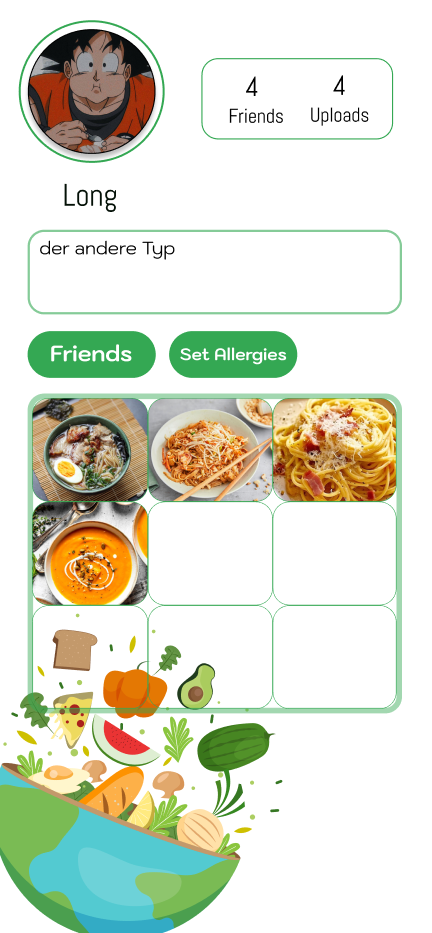 4
4
Friends
Uploads
Long
der andere Typ
Friends
Set Allergies